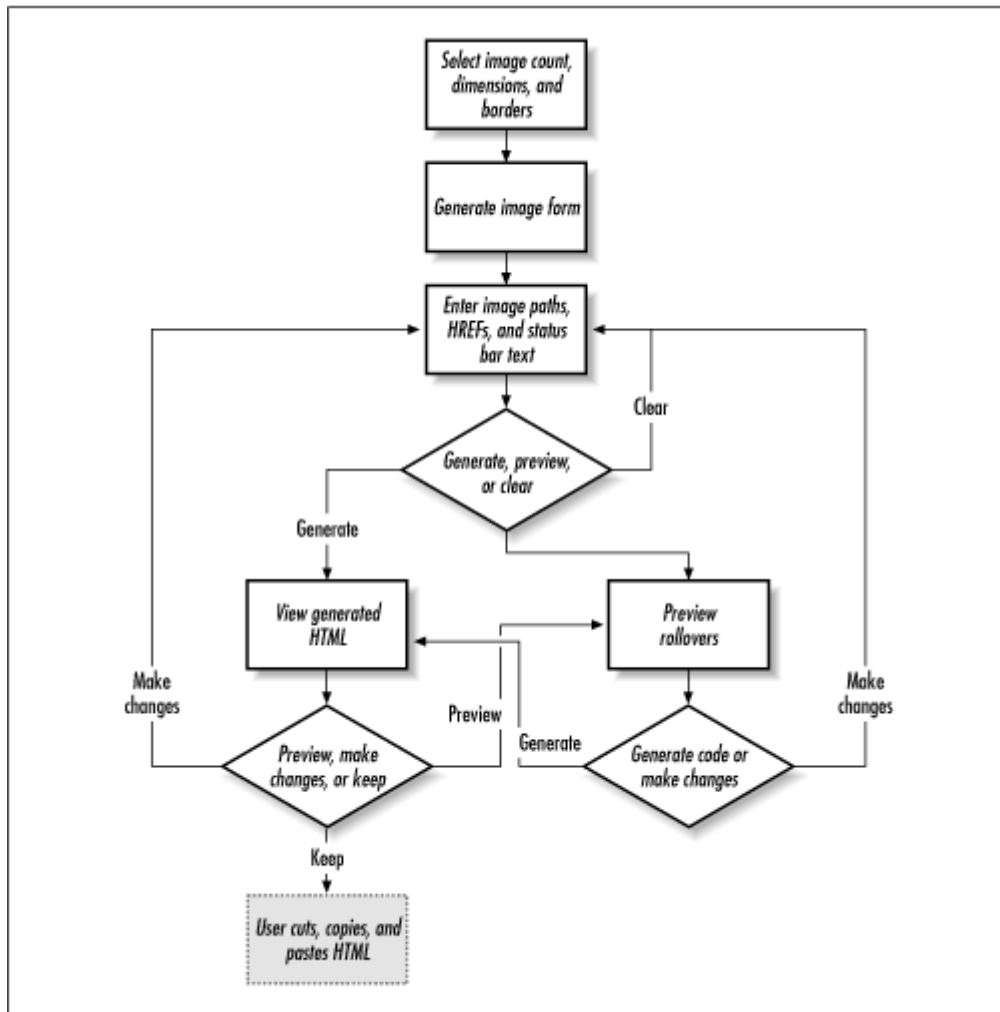 Select image count,
dimensions, and
borders
Generate image form
Enter image paths,
HREFs, and status
bar text
Clear
Generate, preview,
or clear
Generate
View generated
HTML
Preview
rollovers
Make
changes
Preview
Generate
Make
changes
Preview, make
changes, or keep
Generate code or
make changes
Keep
User cuts, copies, and
pastes HTML